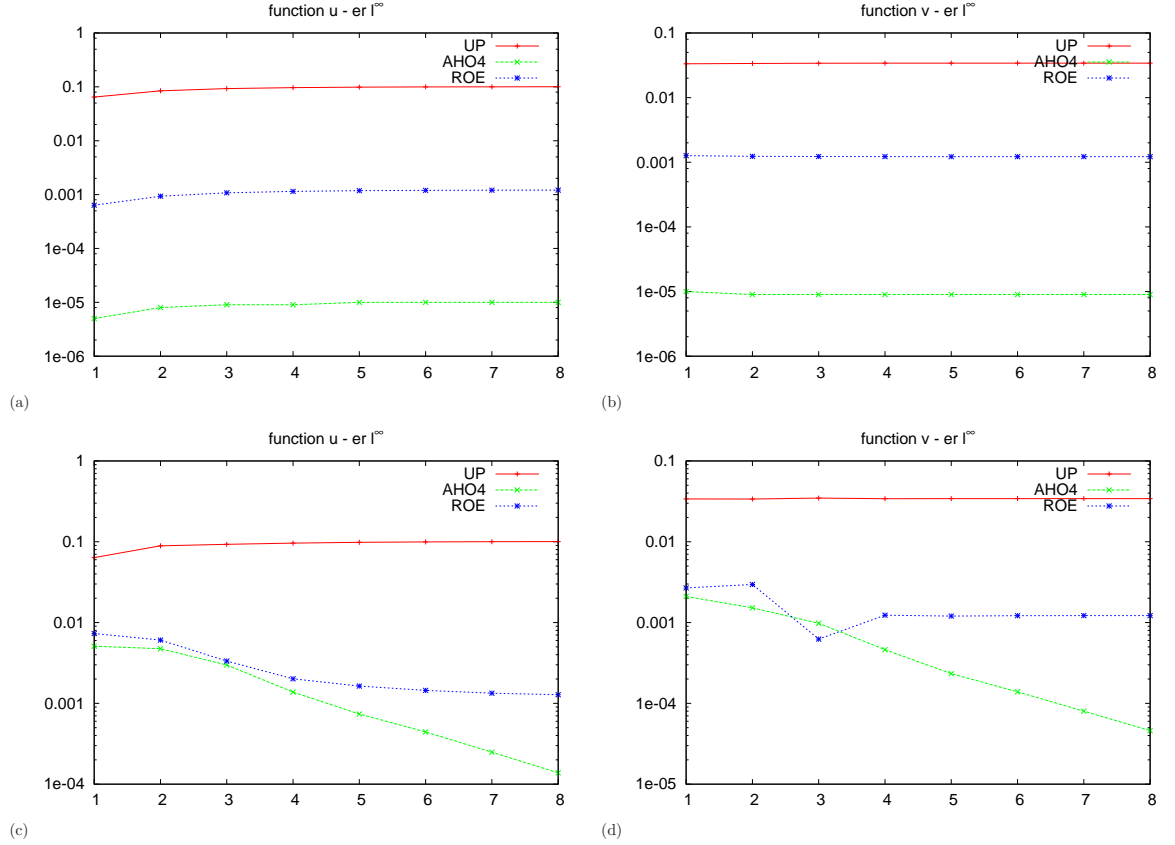 function u - er l∞
1
0.1
0.01
0.001
1e-04
1e-05
1e-06
1 2 3 4 5 6 7 8
UP
AHO4
ROE
(a)
function v - er l∞
0.1
0.01
0.001
1e-04
1e-05
1e-06
1 2 3 4 5 6 7 8
UP
AHO4
ROE
(b)
function u - er l∞
1
0.1
0.01
0.001
1e-04
1 2 3 4 5 6 7 8
UP
AHO4
ROE
(c)
function v - er l∞
0.1
0.01
0.001
1e-04
1e-05
1 2 3 4 5 6 7 8
UP
AHO4
ROE
(d)